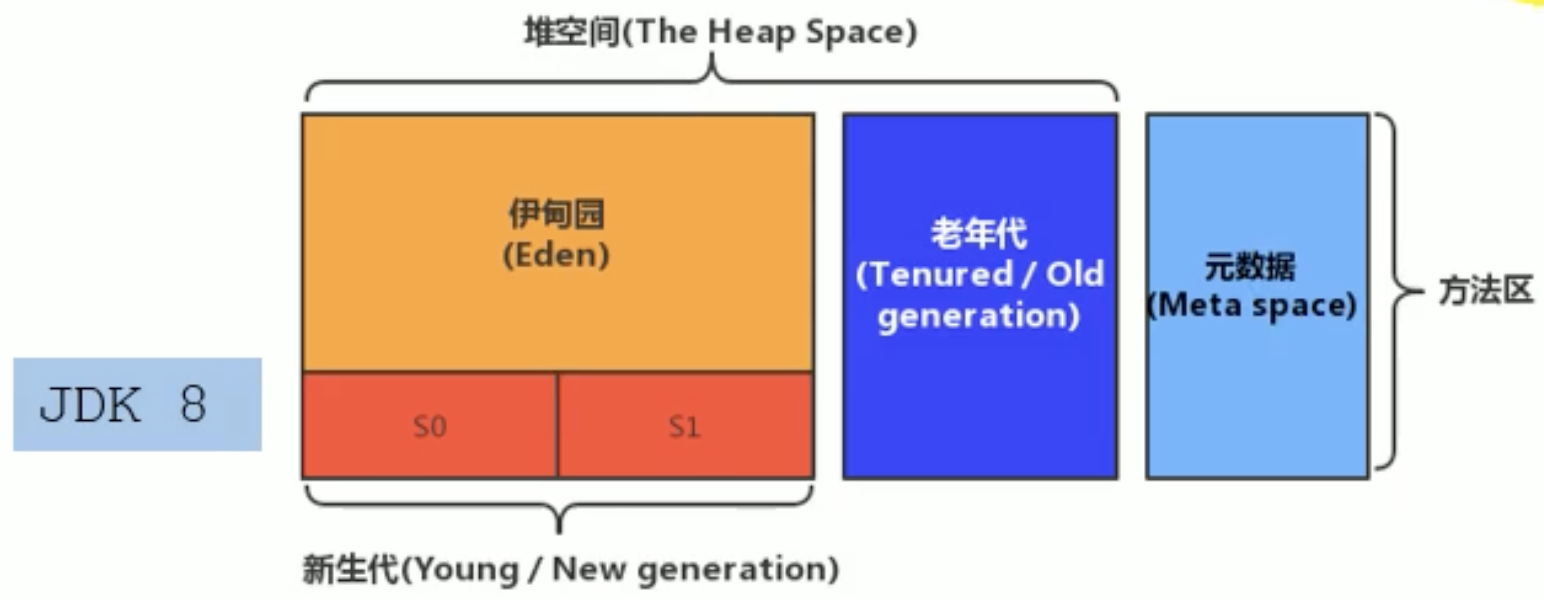 堆空间(The Heap Space)
伊甸园
(Eden)
老年代
(Tenured / Old
generation)
元数据
(Meta space)
方法区
JDK 8
S0
S1
新生代(Young / New generation)